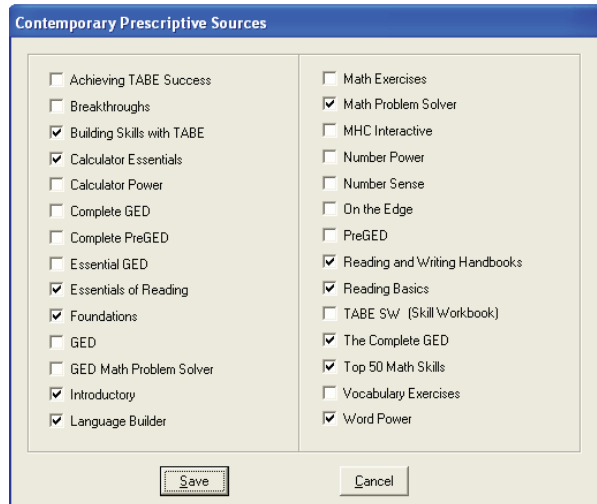 Contemporary Prescriptive Sources
Achieving TABE Success
Breakthroughs
Building Skills with TABE
Calculator Essentials
Calculator Power
Complete GED
Complete PreGED
Essential GED
Essentials of Reading
Foundations
GED
GED Math Problem Solver
Introductory
Language Builder
Math Exercises
Math Problem Solver
MHC Interactive
Number Power
Number Sense
On the Edge
PreGED
Reading and Writing Handbooks
Reading Basics
TABE SW (Skill Workbook)
The Complete GED
Top 50 Math Skills
Vocabulary Exercises
Word Power
Save
Cancel